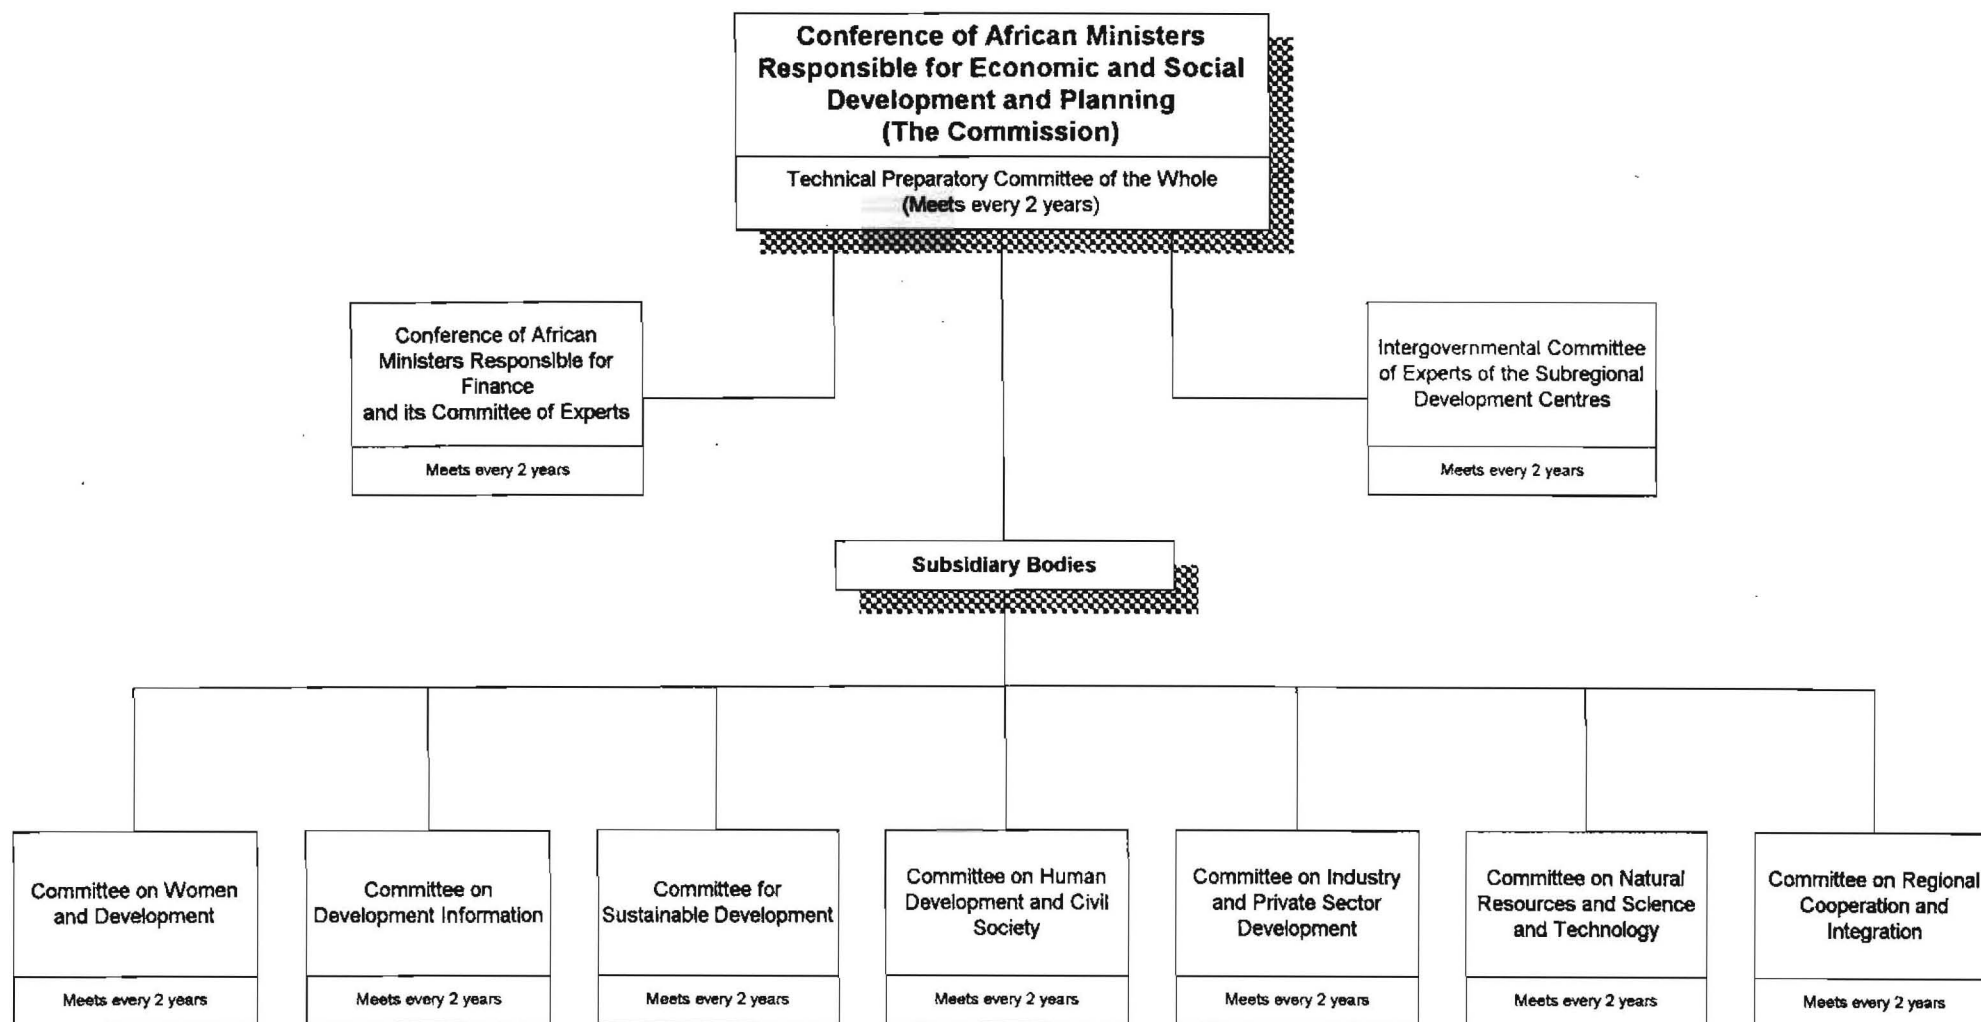 Conference of African Ministers
Responsible for Economic and Social
Development and Planning
(The Commission)
Technical Preparatory Committee of the Whole
(Meets every 2 years)
Conference of African
Ministers Responsible for
Finance
and its Committee of Experts
Meets every 2 years
Intergovernmental Committee
of Experts of the Subregional
Development Centres
Meets every 2 years
Subsidiary Bodies
Committee on Women
and Development
Meets every 2 years
Committee on
Development Information
Meets every 2 years
Committee for
Sustainable Development
Meets every 2 years
Committee on Human
Development and Civil
Society
Meets every 2 years
Committee on Industry
and Private Sector
Development
Meets every 2 years
Committee on Natural
Resources and Science
and Technology
Meets every 2 years
Committee on Regional
Cooperation and
Integration
Meets every 2 years